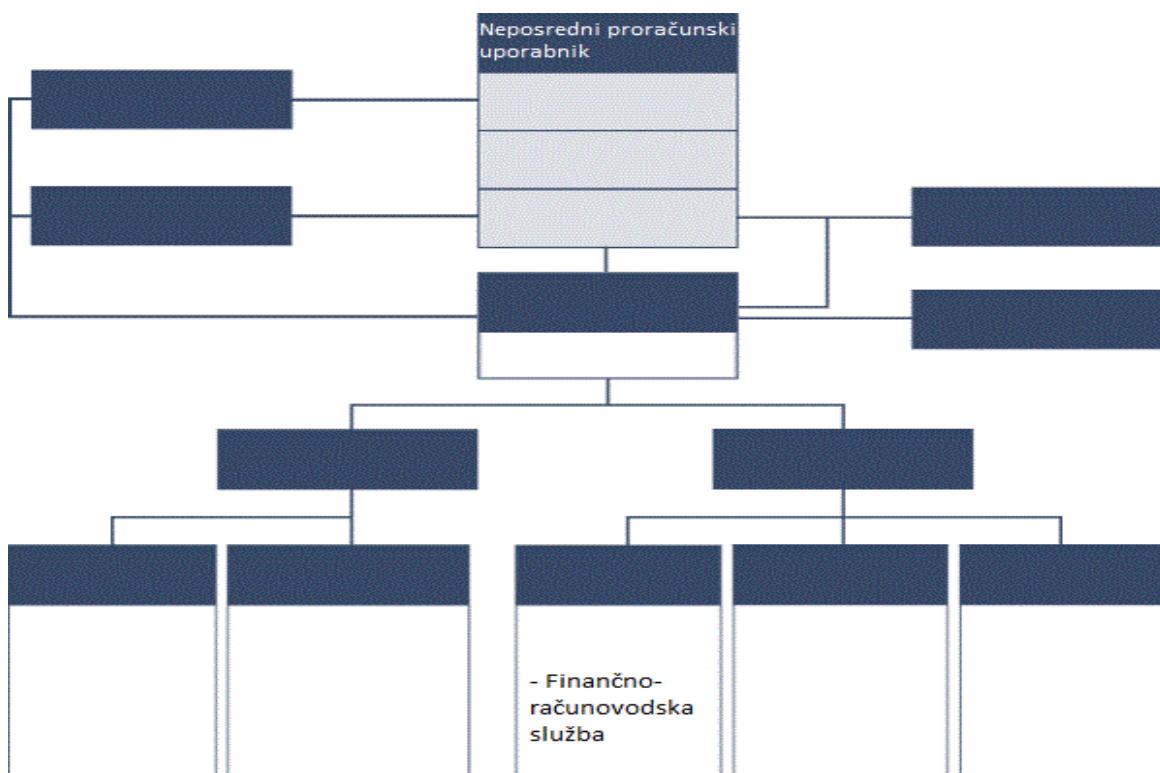 Neposredni proračunski
uporabnik
- Finančno-
računovodska
služba